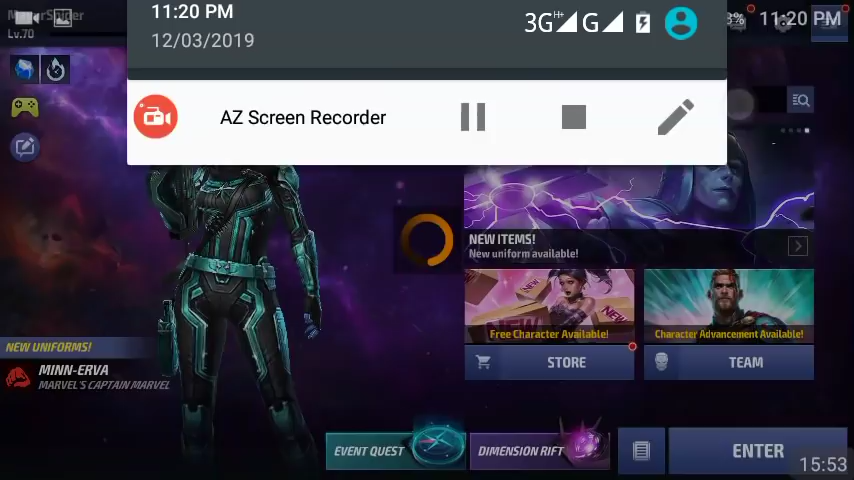 11:20 PM
12/03/2019
3G
H+
G
11:20 PM
Lv.70
AZ Screen Recorder
NEW ITEMS!
New uniform available!
NEW
NEW
Free Character Available!
Character Advancement Available!
STORE
TEAM
NEW UNIFORMS!
MINN-ERVA
MARVEL'S CAPTAIN MARVEL
EVENT QUEST
DIMENSION RIFT
ENTER
15:53